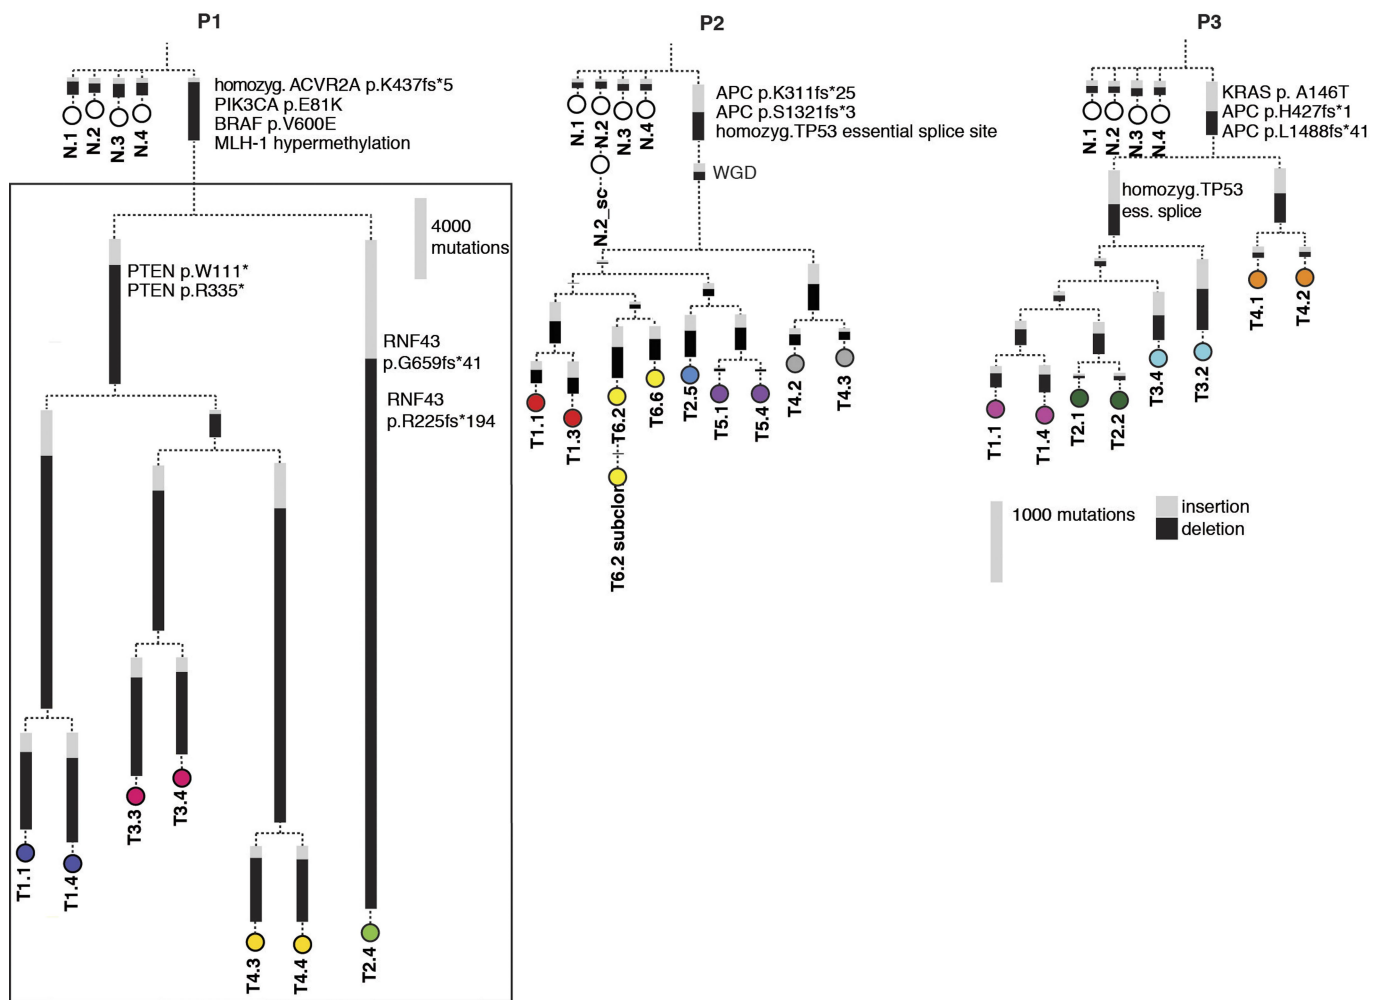 P1
homozyg. ACVR2A p.K437fs*5
PIK3CA p.E81K
BRAF p.V600E
MLH-1 hypermethylation
N.1
N.2
N.3
N.4
4000
mutations
PTEN p.W111*
PTEN p.R335*
RNF43
p.G659fs*41
RNF43
p.R225fs*194
T1.1
T1.4
T3.3
T3.4
T4.3
T4.4
T2.4
P2
APC p.K311fs*25
APC p.S1321fs*3
homozyg.TP53 essential splice site
WGD
N.1
N.2
N.3
N.4
N.2_sc
T1.1
T1.3
T6.2
T6.6
T2.5
T5.1
T5.4
T4.2
T4.3
T6.2 subclon
P3
KRAS p. A146T
APC p.H427fs*1
APC p.L1488fs*41
N.1
N.2
N.3
N.4
homozyg.TP53
ess. splice
T4.1
T4.2
T1.1
T1.4
T2.1
T2.2
T3.4
T3.2
1000 mutations
insertion
deletion